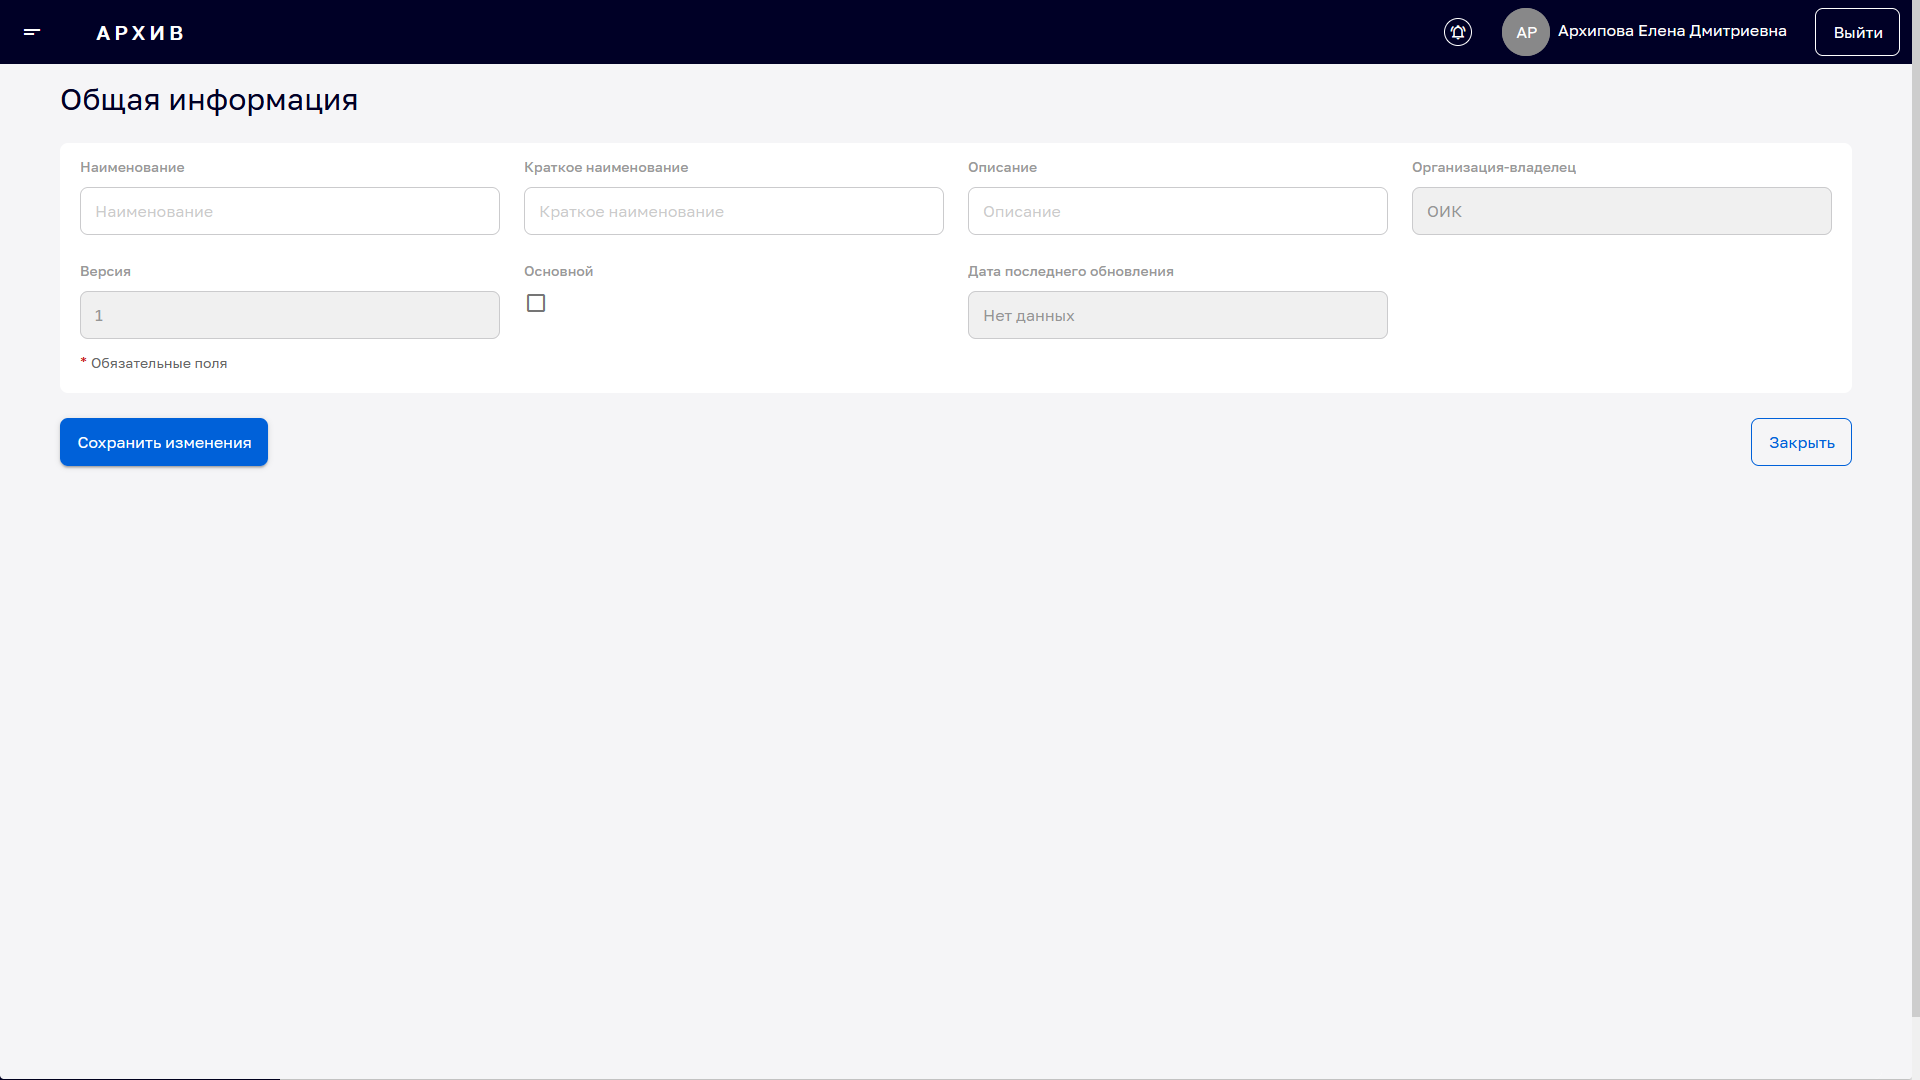 АРХИВ
АР
Архипова Елена Дмитриевна
Выйти
Общая информация
Наименование
Краткое наименование
Описание
Организация-владелец
Наименование
Краткое наименование
Описание
ОИК
Версия
Основной
Дата последнего обновления
1
Нет данных
* Обязательные поля
Сохранить изменения
Закрыть